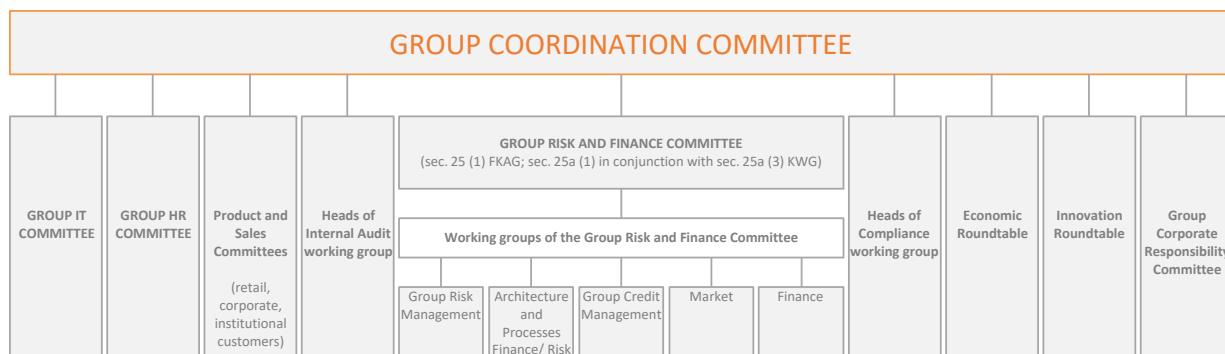 GROUP COORDINATION COMMITTEE
GROUP IT
COMMITTEE
GROUP HR
COMMITTEE
Product and
Sales
Committees
(retail,
corporate,
institutional
customers)
Heads of
Internal Audit
working group
GROUP RISK AND FINANCE COMMITTEE
(sec. 25 (1) FKAG; sec. 25a (1) in conjunction with sec. 25a (3) KWG)
Working groups of the Group Risk and Finance Committee
Group Risk
Management
Architecture
and
Processes
Finance/ Risk
Group Credit
Management
Market
Finance
Heads of
Compliance
working group
Economic
Roundtable
Innovation
Roundtable
Group
Corporate
Responsibility
Committee